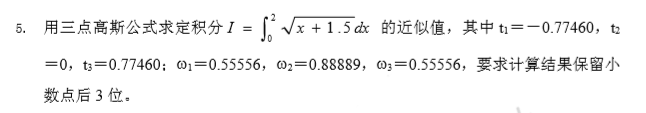 5. 用三点高斯公式求定积分 I = ∫₀² √(x + 1.5) dx 的近似值，其中 t₁＝－0.77460，t₂
＝0，t₃＝0.77460；ω₁＝0.55556，ω₂＝0.88889，ω₃＝0.55556，要求计算结果保留小
数点后 3 位。